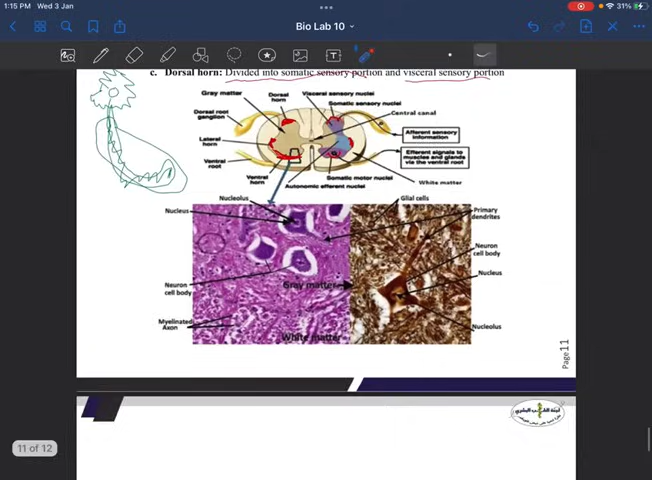 1:15 PM Wed 3 Jan
31%
Bio Lab 10
c. Dorsal horn: Divided into somatic sensory portion and visceral sensory portion
Gray matter
Dorsal horn
Visceral sensory nuclei
Somatic sensory nuclei
Dorsal root ganglion
Central canal
Lateral horn
Afferent sensory information
Ventral root
Efferent signals to muscles and glands via the ventral root
Ventral horn
Somatic motor nuclei
White matter
Autonomic efferent nuclei
Nucleolus
Glial cells
Nucleus
Primary dendrites
Neuron cell body
Nucleus
Neuron cell body
Gray matter
Myelinated Axon
Nucleolus
White matter
Page 11
11 of 12